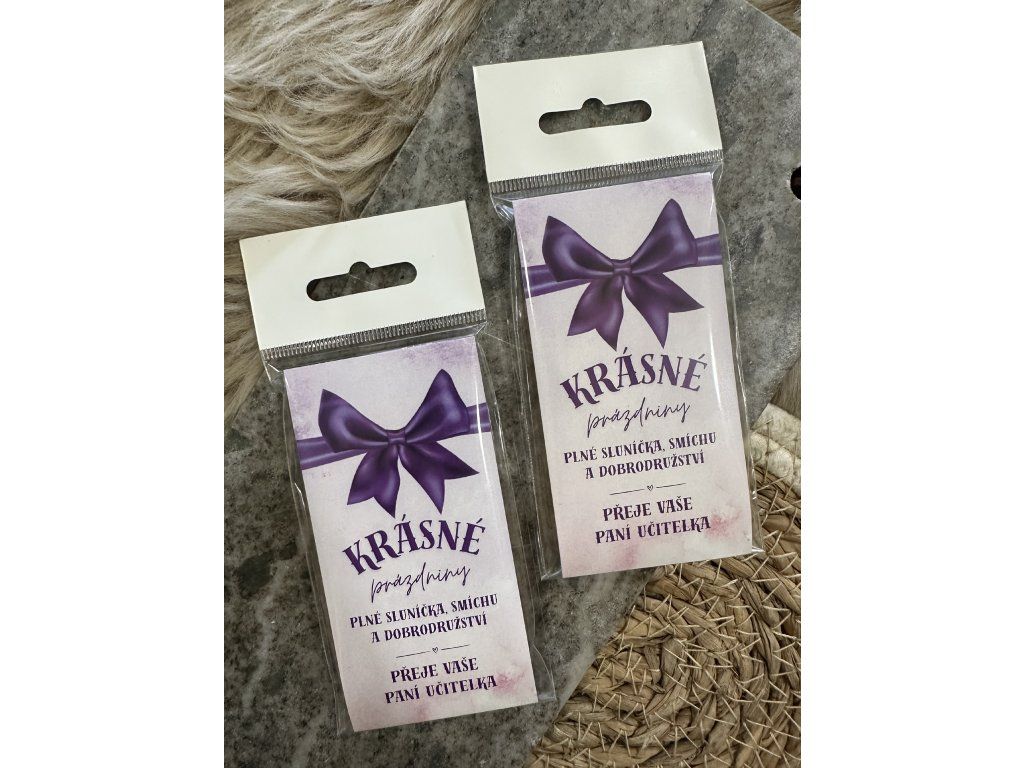 KRÁSNÉ
prázdniny
PLNÉ SLUNÍČKA, SMÍCHU
A DOBRODRUŽSTVÍ
PŘEJE VAŠE
PANÍ UČITELKA
KRÁSNÉ
prázdniny
PLNÉ SLUNÍČKA, SMÍCHU
A DOBRODRUŽSTVÍ
PŘEJE VAŠE
PANÍ UČITELKA